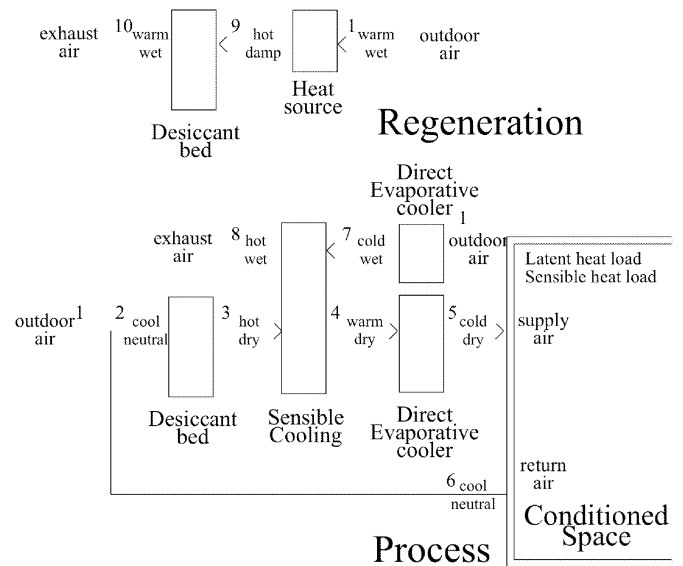 exhaust
air
10 warm
wet
9 hot
damp
1 warm
wet
outdoor
air
Heat
source
Desiccant
bed
Regeneration
Direct
Evaporative
cooler
1
exhaust
air
8 hot
wet
7 cold
wet
outdoor
air
Latent heat load
Sensible heat load
outdoor 1
air
2 cool
neutral
3 hot
dry
4 warm
dry
5 cold
dry
supply
air
Desiccant
bed
Sensible
Cooling
Direct
Evaporative
cooler
6 cool
neutral
return
air
Conditioned
Space
Process